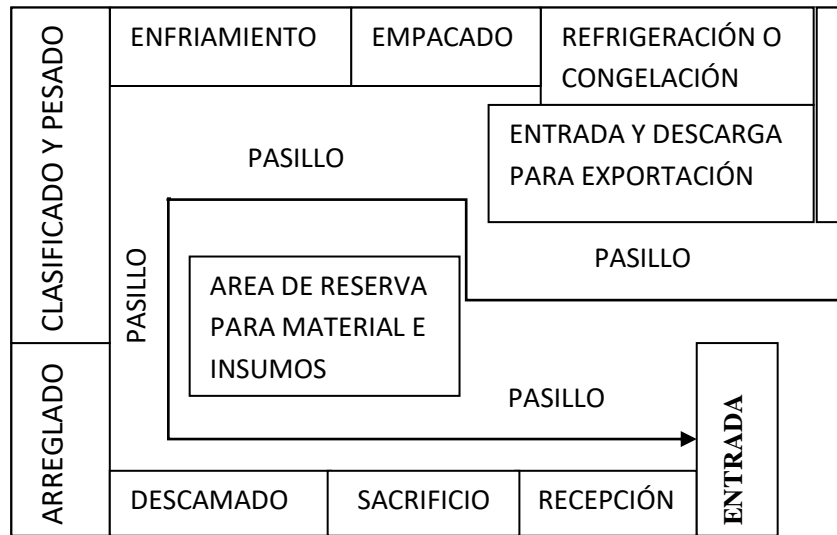 ENFRIAMIENTO
EMPACADO
REFRIGERACIÓN O
CONGELACIÓN
ENTRADA Y DESCARGA
PARA EXPORTACIÓN
CLASIFICADO Y PESADO
PASILLO
PASILLO
PASILLO
AREA DE RESERVA
PARA MATERIAL E
INSUMOS
PASILLO
ARREGLADO
DESCAMADO
SACRIFICIO
RECEPCIÓN
ENTRADA